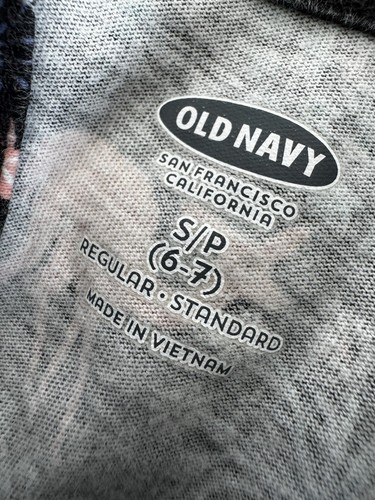 OLD NAVY
SAN FRANCISCO
CALIFORNIA
S/P
(6-7)
REGULAR • STANDARD
MADE IN VIETNAM